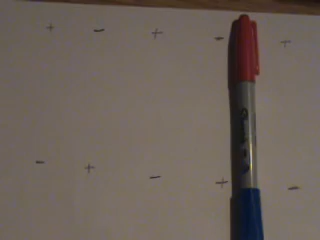 + - + - +
- + - + -